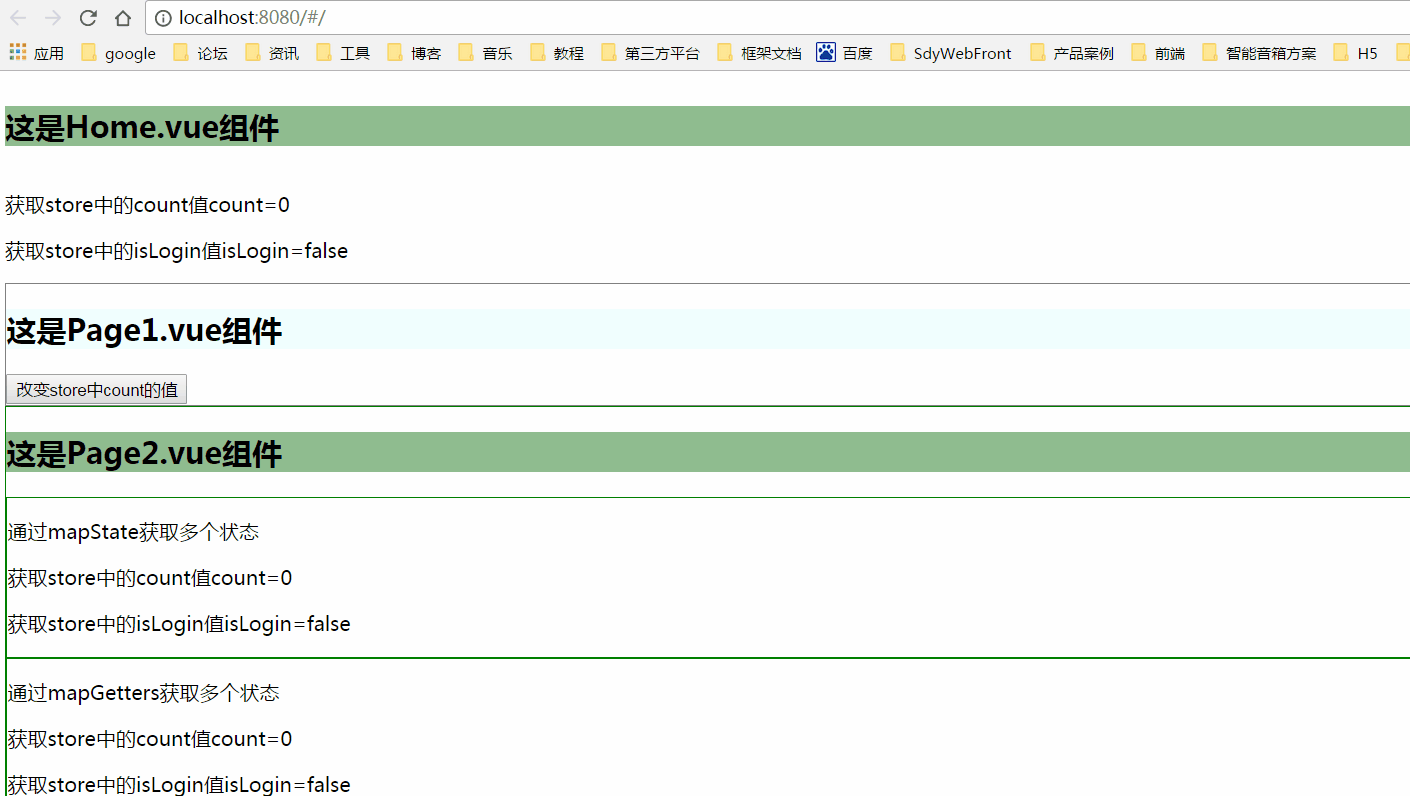 localhost:8080/#/
应用 google 论坛 资讯 工具 博客 音乐 教程 第三方平台 框架文档 百度 SdyWebFront 产品案例 前端 智能音箱方案 H5
这是Home.vue组件
获取store中的count值count=0
获取store中的isLogin值isLogin=false
这是Page1.vue组件
改变store中count的值
这是Page2.vue组件
通过mapState获取多个状态
获取store中的count值count=0
获取store中的isLogin值isLogin=false
通过mapGetters获取多个状态
获取store中的count值count=0
获取store中的isLogin值isLogin=false